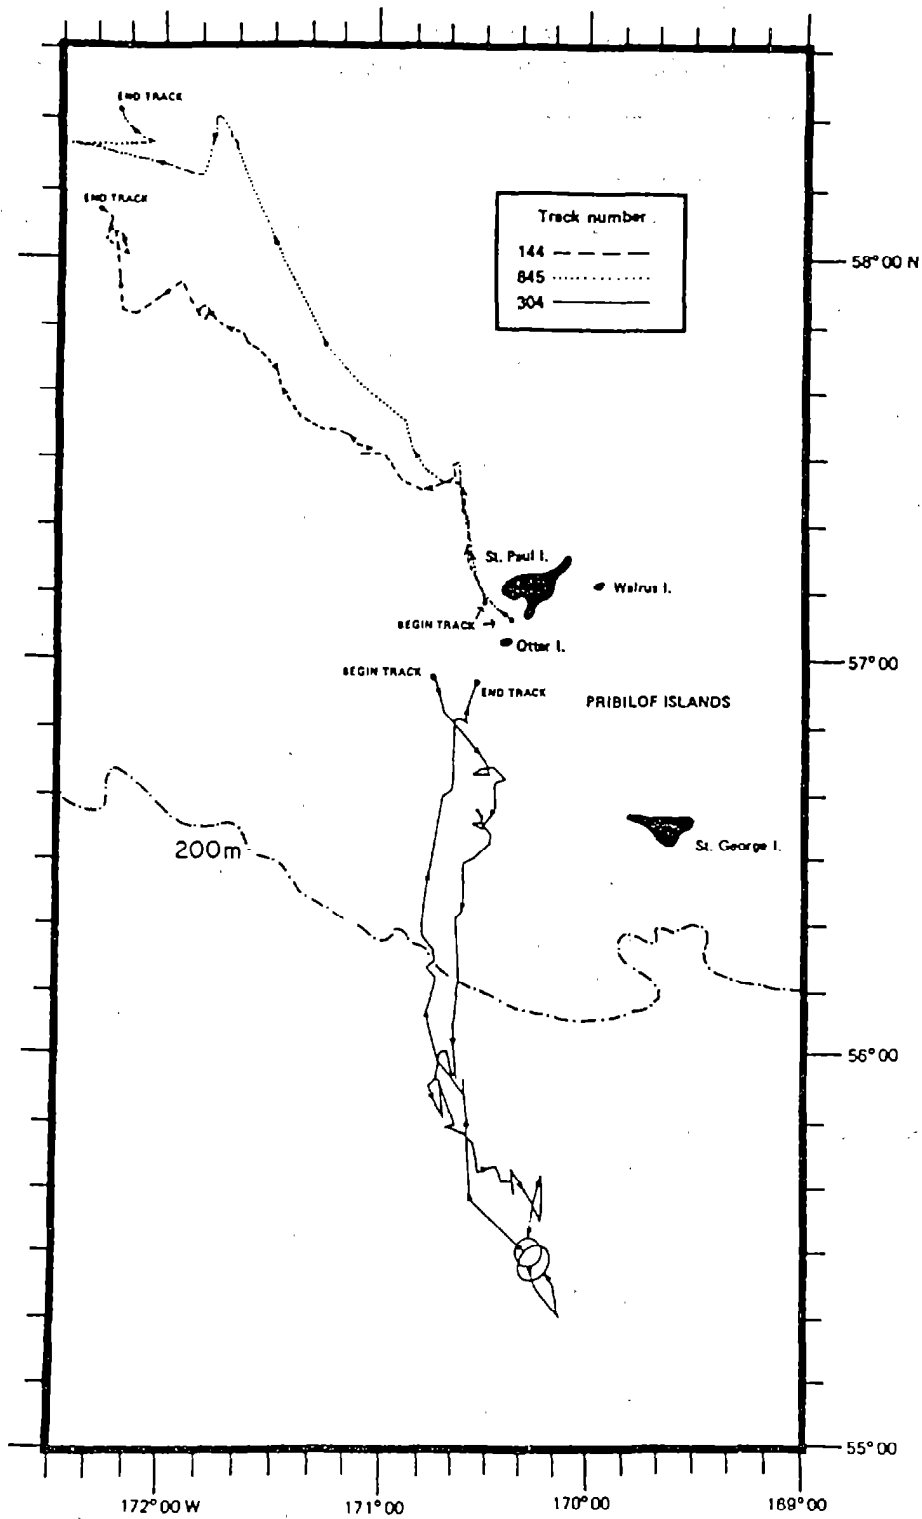 END TRACK
END TRACK
Track number
144
845
304
58°00 N
St. Paul I.
Walrus I.
BEGIN TRACK
Otter I.
57°00
BEGIN TRACK
END TRACK
PRIBILOF ISLANDS
200m
St. George I.
56°00
55°00
172°00 W
171°00
170°00
169°00